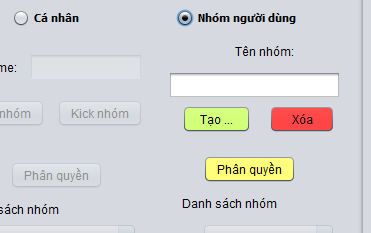 Cá nhân
Nhóm người dùng
Tên nhóm:
me:
nhóm
Kick nhóm
Tạo ...
Xóa
Phân quyền
Phân quyền
sách nhóm
Danh sách nhóm